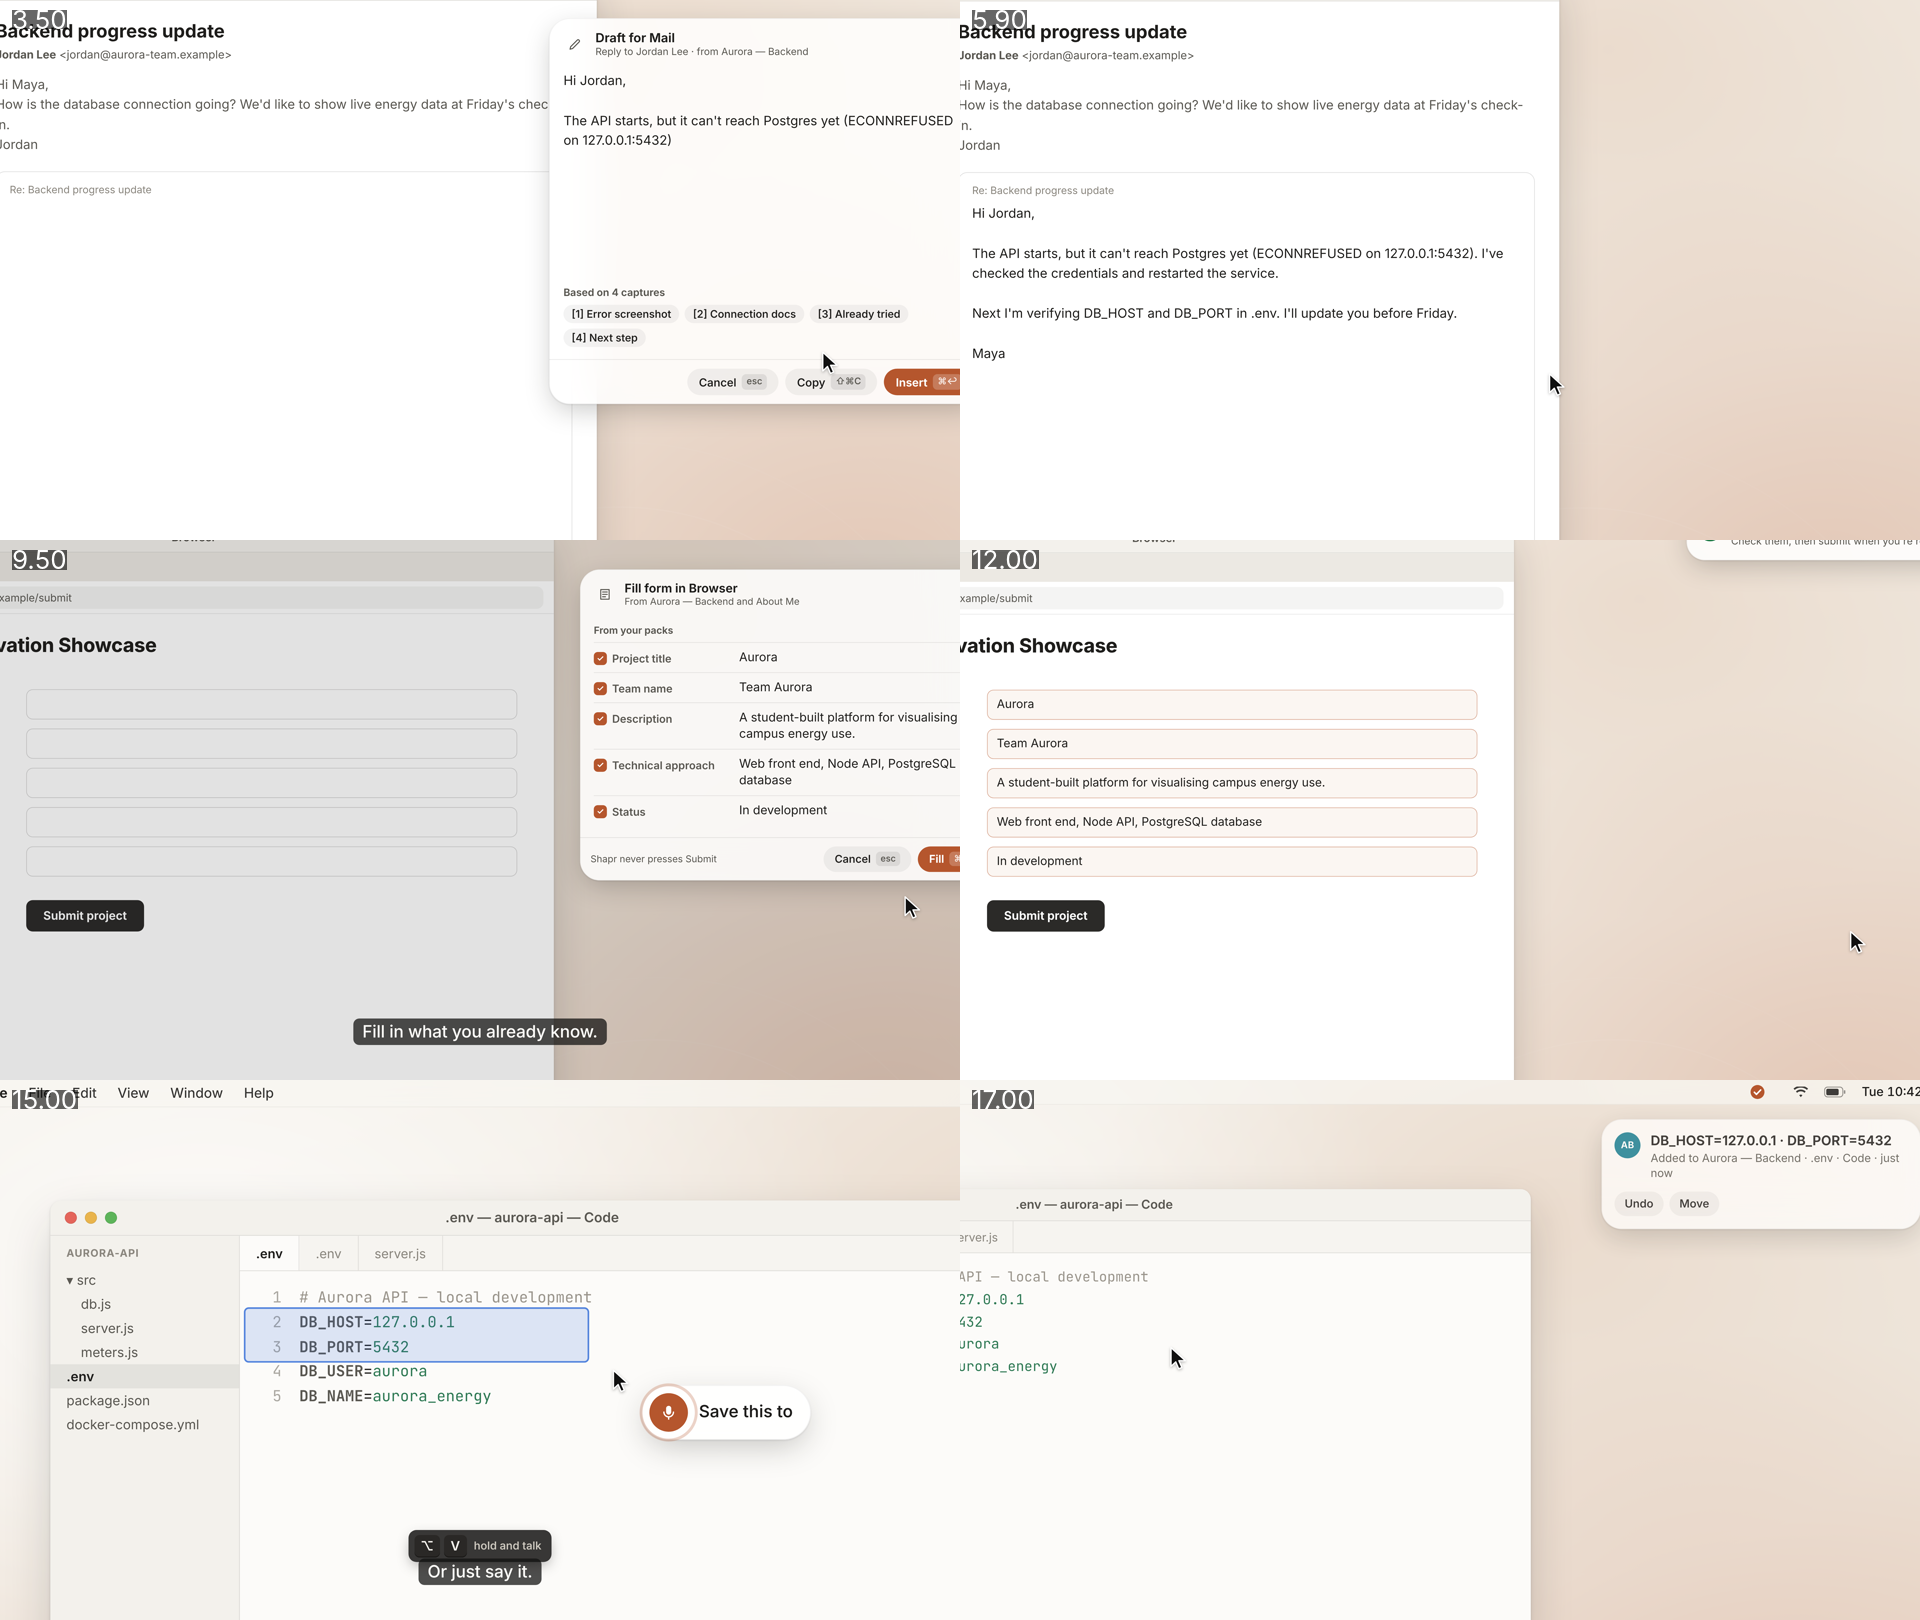 3.50
Backend progress update
Jordan Lee <jordan@aurora-team.example>
Hi Maya,
How is the database connection going? We'd like to show live energy data at Friday's chec
n.
Jordan
Re: Backend progress update
Draft for Mail
Reply to Jordan Lee · from Aurora — Backend
Hi Jordan,
The API starts, but it can't reach Postgres yet (ECONNREFUSED
on 127.0.0.1:5432)
Based on 4 captures
[1] Error screenshot
[2] Connection docs
[3] Already tried
[4] Next step
Cancel esc
Copy ⇧⌘C
Insert ⌘↩
5.90
Backend progress update
Jordan Lee <jordan@aurora-team.example>
Hi Maya,
How is the database connection going? We'd like to show live energy data at Friday's check-
n.
Jordan
Re: Backend progress update
Hi Jordan,
The API starts, but it can't reach Postgres yet (ECONNREFUSED on 127.0.0.1:5432). I've
checked the credentials and restarted the service.
Next I'm verifying DB_HOST and DB_PORT in .env. I'll update you before Friday.
Maya
9.50
Browser
xample/submit
vation Showcase
Submit project
Fill form in Browser
From Aurora — Backend and About Me
From your packs
Project title Aurora
Team name Team Aurora
Description A student-built platform for visualising
campus energy use.
Technical approach Web front end, Node API, PostgreSQL
database
Status In development
Shapr never presses Submit
Cancel esc
Fill ⌘
Fill in what you already know.
12.00
Browser
Check them, then submit when you're r
xample/submit
vation Showcase
Aurora
Team Aurora
A student-built platform for visualising campus energy use.
Web front end, Node API, PostgreSQL database
In development
Submit project
15.00
e File Edit View Window Help
.env — aurora-api — Code
AURORA-API
▾ src
db.js
server.js
meters.js
.env
package.json
docker-compose.yml
.env .env server.js
1 # Aurora API — local development
2 DB_HOST=127.0.0.1
3 DB_PORT=5432
4 DB_USER=aurora
5 DB_NAME=aurora_energy
Save this to
⌥ V hold and talk
Or just say it.
17.00
Tue 10:42
AB
DB_HOST=127.0.0.1 · DB_PORT=5432
Added to Aurora — Backend · .env · Code · just
now
Undo Move
.env — aurora-api — Code
erver.js
API — local development
27.0.0.1
432
urora
urora_energy